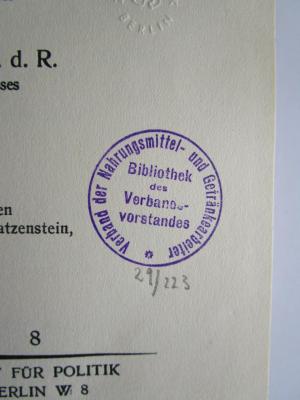 BERLIN
. d. R.
ses
Verband der Nahrungsmittel- und Getränkearbeiter
Bibliothek
des
Verbands-
vorstandes
en
atzenstein,
29/223
8
T FÜR POLITIK
ERLIN W 8